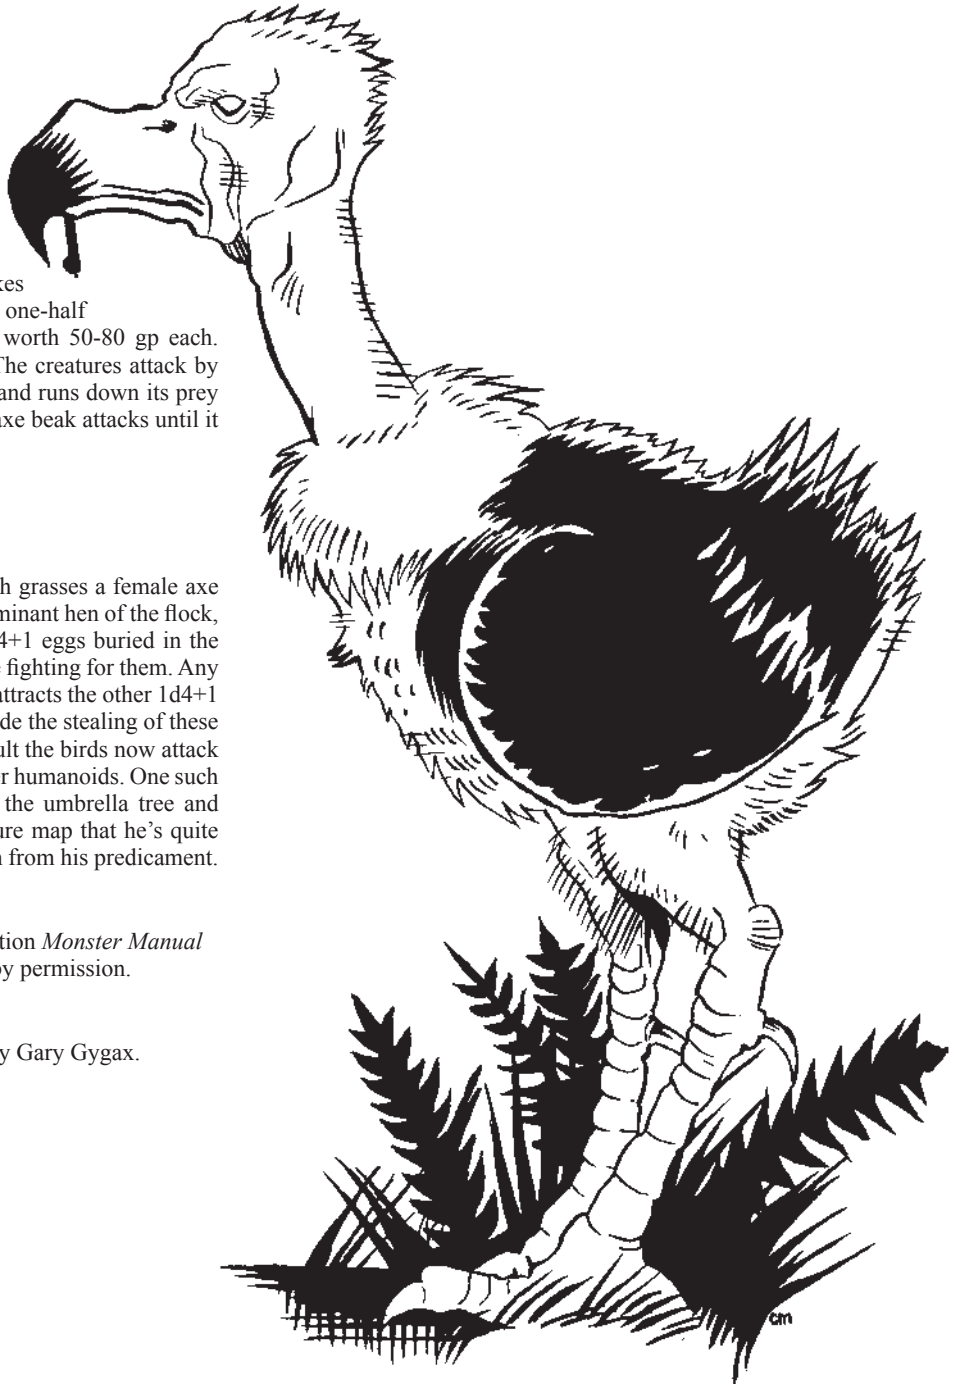 xes
one-half
worth 50-80 gp each.
The creatures attack by
and runs down its prey
axe beak attacks until it
h grasses a female axe
minant hen of the flock,
4+1 eggs buried in the
e fighting for them. Any
attracts the other 1d4+1
de the stealing of these
ult the birds now attack
er humanoids. One such
the umbrella tree and
ure map that he's quite
n from his predicament.
tion Monster Manual
by permission.
y Gary Gygax.
cm